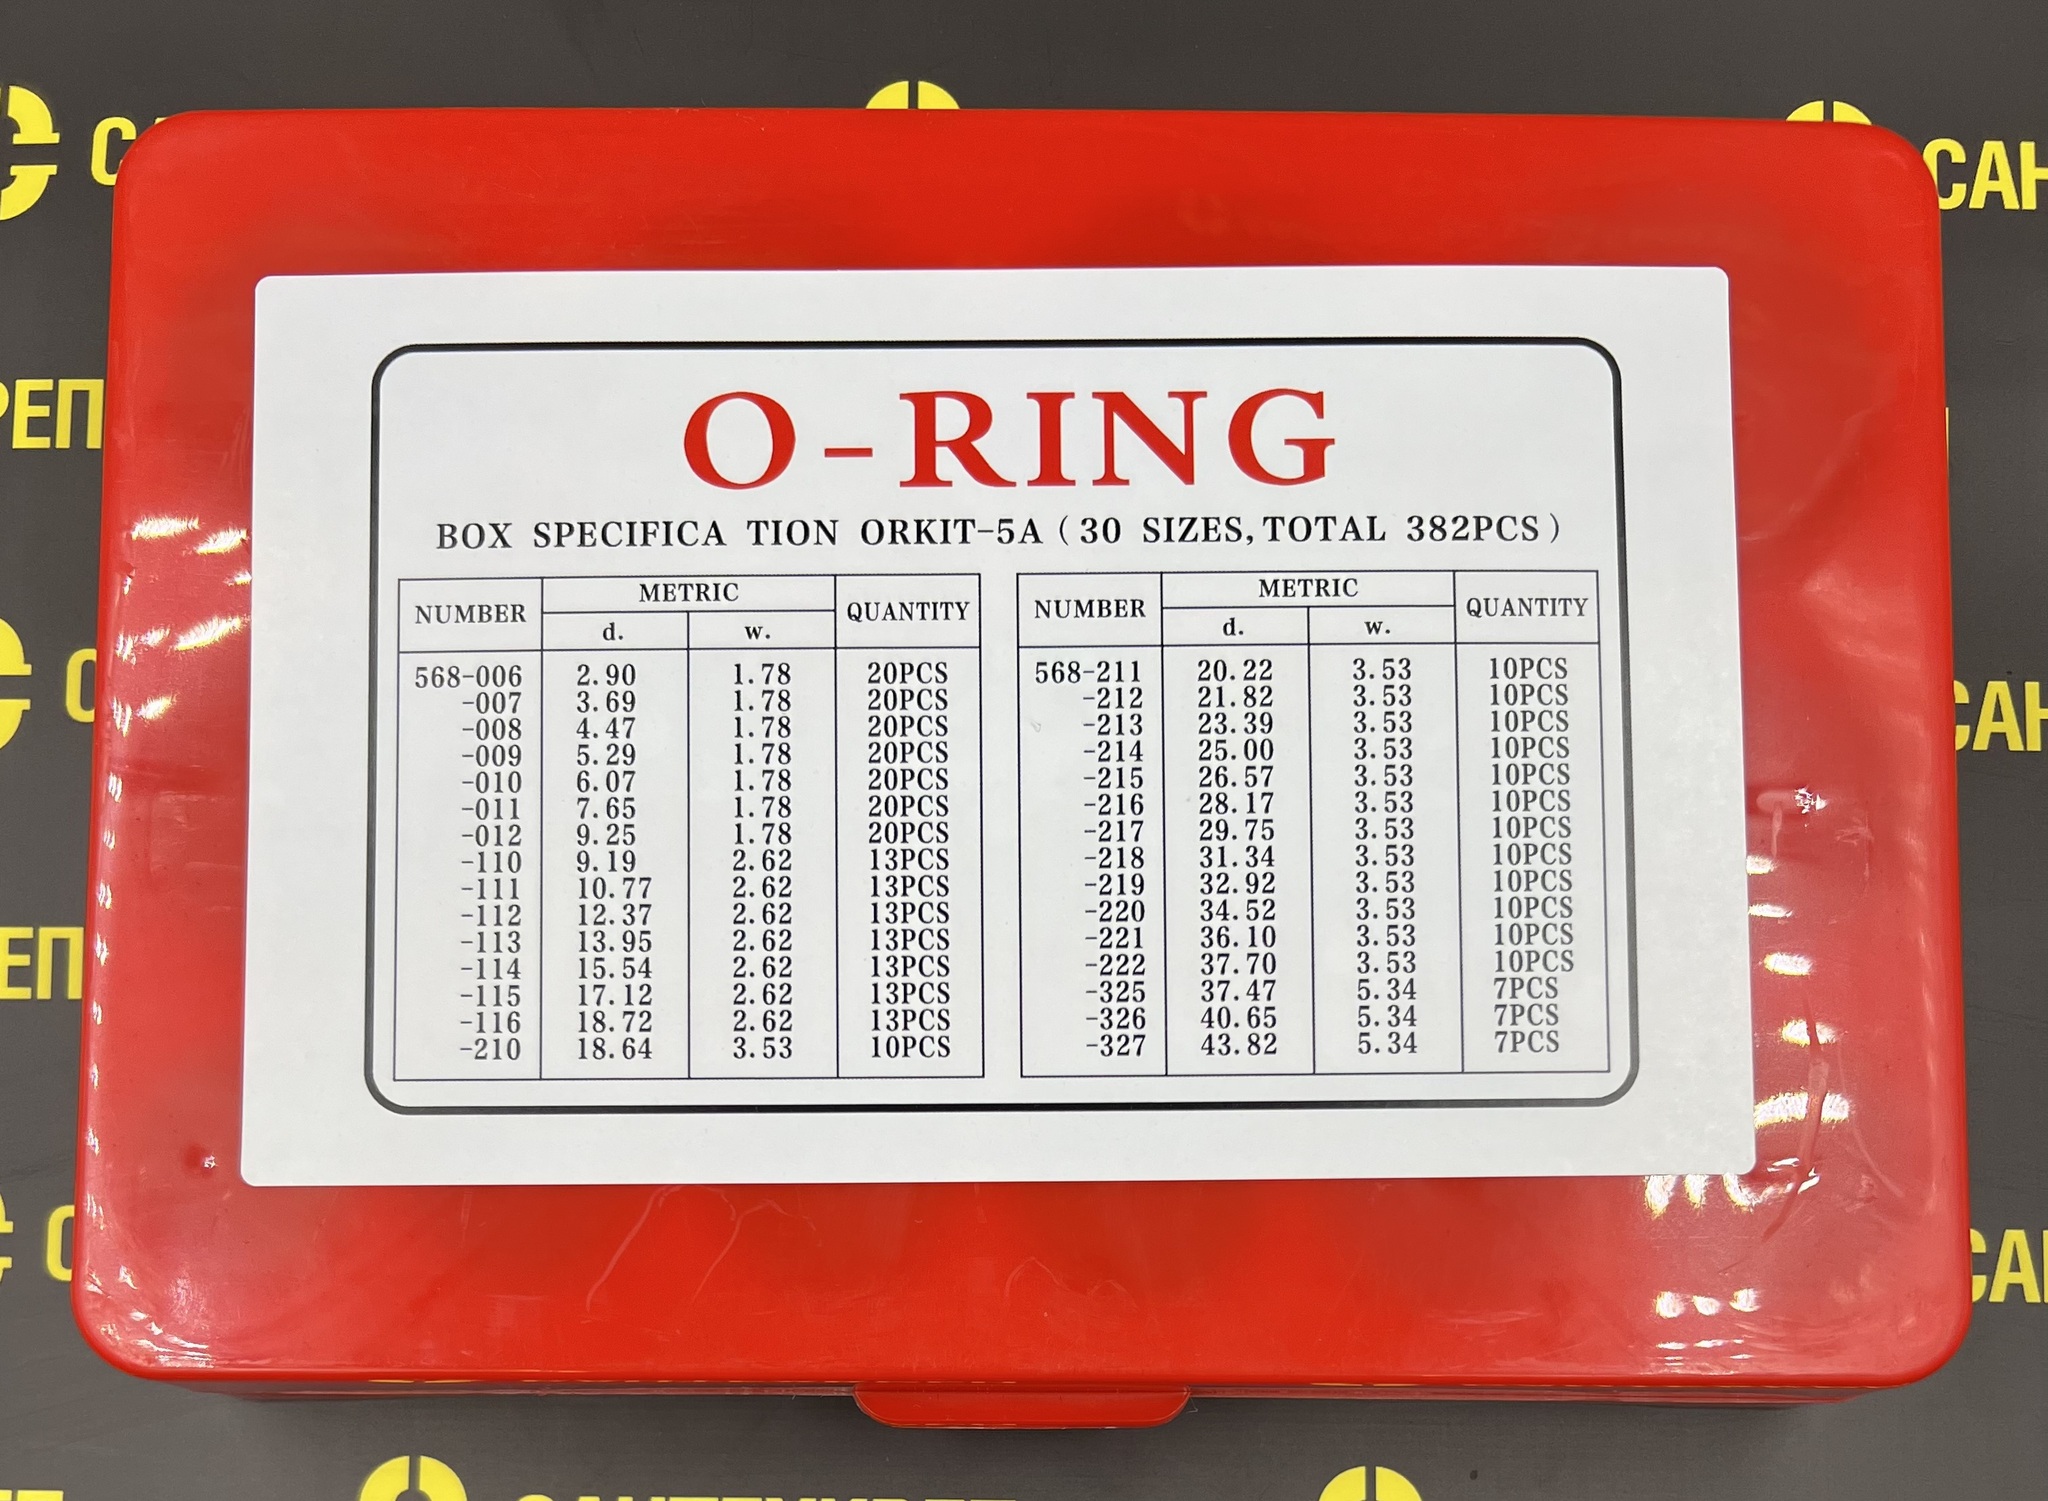 O-RING
BOX SPECIFICA TION ORKIT-5A (30 SIZES, TOTAL 382PCS)
NUMBER METRIC QUANTITY
d. w.
568-006 2.90 1.78 20PCS
-007 3.69 1.78 20PCS
-008 4.47 1.78 20PCS
-009 5.29 1.78 20PCS
-010 6.07 1.78 20PCS
-011 7.65 1.78 20PCS
-012 9.25 1.78 20PCS
-110 9.19 2.62 13PCS
-111 10.77 2.62 13PCS
-112 12.37 2.62 13PCS
-113 13.95 2.62 13PCS
-114 15.54 2.62 13PCS
-115 17.12 2.62 13PCS
-116 18.72 2.62 13PCS
-210 18.64 3.53 10PCS
NUMBER METRIC QUANTITY
d. w.
568-211 20.22 3.53 10PCS
-212 21.82 3.53 10PCS
-213 23.39 3.53 10PCS
-214 25.00 3.53 10PCS
-215 26.57 3.53 10PCS
-216 28.17 3.53 10PCS
-217 29.75 3.53 10PCS
-218 31.34 3.53 10PCS
-219 32.92 3.53 10PCS
-220 34.52 3.53 10PCS
-221 36.10 3.53 10PCS
-222 37.70 3.53 10PCS
-325 37.47 5.34 7PCS
-326 40.65 5.34 7PCS
-327 43.82 5.34 7PCS